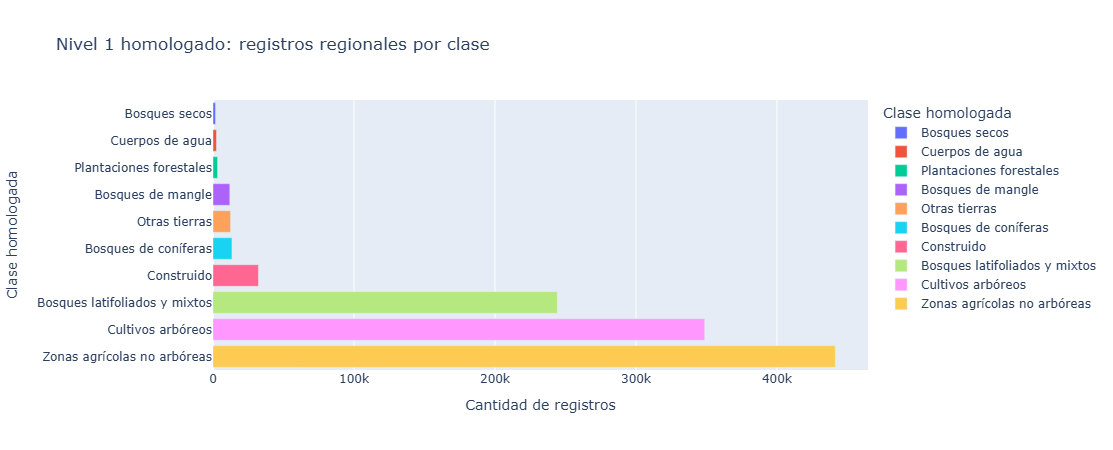 Nivel 1 homologado: registros regionales por clase
Clase homologada
Bosques secos
Cuerpos de agua
Plantaciones forestales
Bosques de mangle
Otras tierras
Bosques de coníferas
Construido
Bosques latifoliados y mixtos
Cultivos arbóreos
Zonas agrícolas no arbóreas
0 100k 200k 300k 400k
Cantidad de registros
Clase homologada
Bosques secos
Cuerpos de agua
Plantaciones forestales
Bosques de mangle
Otras tierras
Bosques de coníferas
Construido
Bosques latifoliados y mixtos
Cultivos arbóreos
Zonas agrícolas no arbóreas